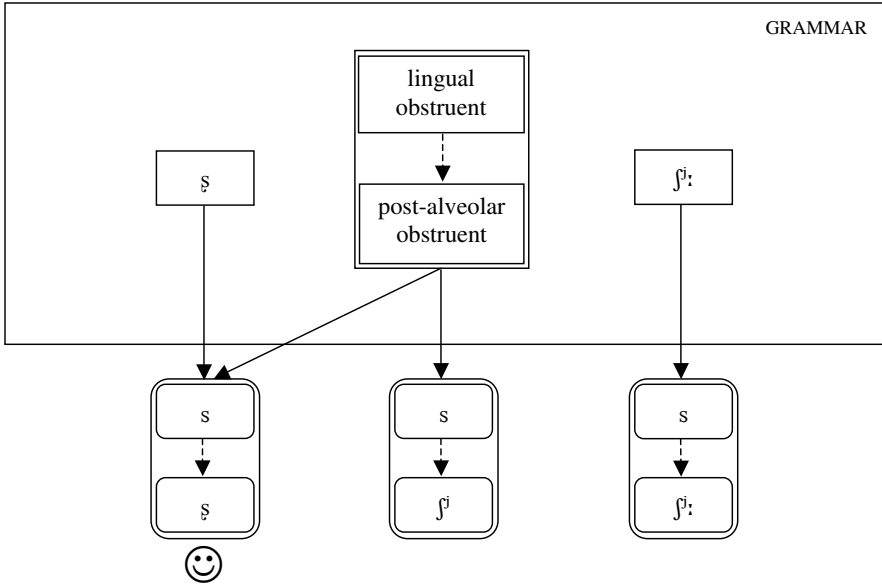 GRAMMAR
lingual
obstruent
ʂ
post-alveolar
obstruent
ʃʲː
s
s
s
ʂ
ʃʲ
ʃʲː